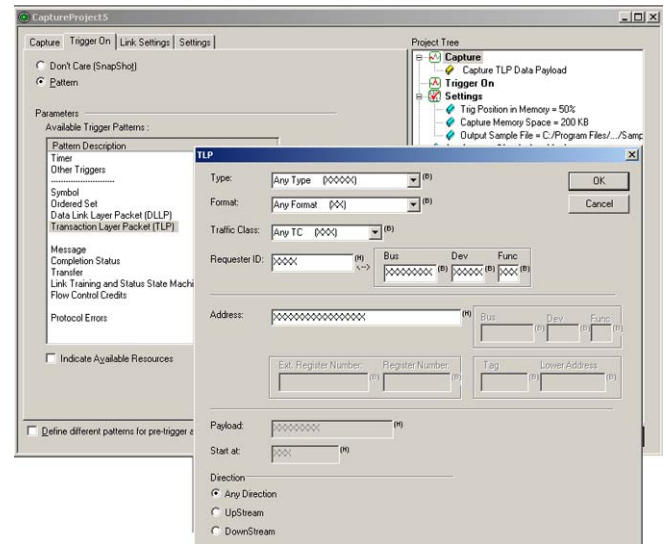 CaptureProject5
Capture Trigger On Link Settings Settings
Don't Care (SnapShot)
Pattern
Parameters
Available Trigger Patterns :
Pattern Description
Timer
Other Triggers
--------------------
Symbol
Ordered Set
Data Link Layer Packet (DLLP)
Transaction Layer Packet (TLP)
Message
Completion Status
Transfer
Link Training and Status State Machi
Flow Control Credits
Protocol Errors
Indicate Available Resources
Define different patterns for pre-trigger a
Project Tree
Capture
Capture TLP Data Payload
Trigger On
Settings
Trig Position in Memory = 50%
Capture Memory Space = 200 KB
Output Sample File = C:/Program Files/.../Samp
TLP
Type: Any Type (XXXXX) (B)
OK
Format: Any Format (XX) (B)
Cancel
Traffic Class: Any TC (XXX) (B)
Requester ID: XXXX (H) <-->
Bus Dev Func
XXXXXXXX (B) XXXXX (B) XXX (B)
Address: XXXXXXXXXXXXXXXX (H)
Bus Dev Func
(B) (B) (B)
Ext. Register Number: Register Number:
(B) (B)
Tag Lower Address
(B) (B)
Payload: XXXXXXXX (H)
Start at: XXX (H)
Direction
Any Direction
UpStream
DownStream